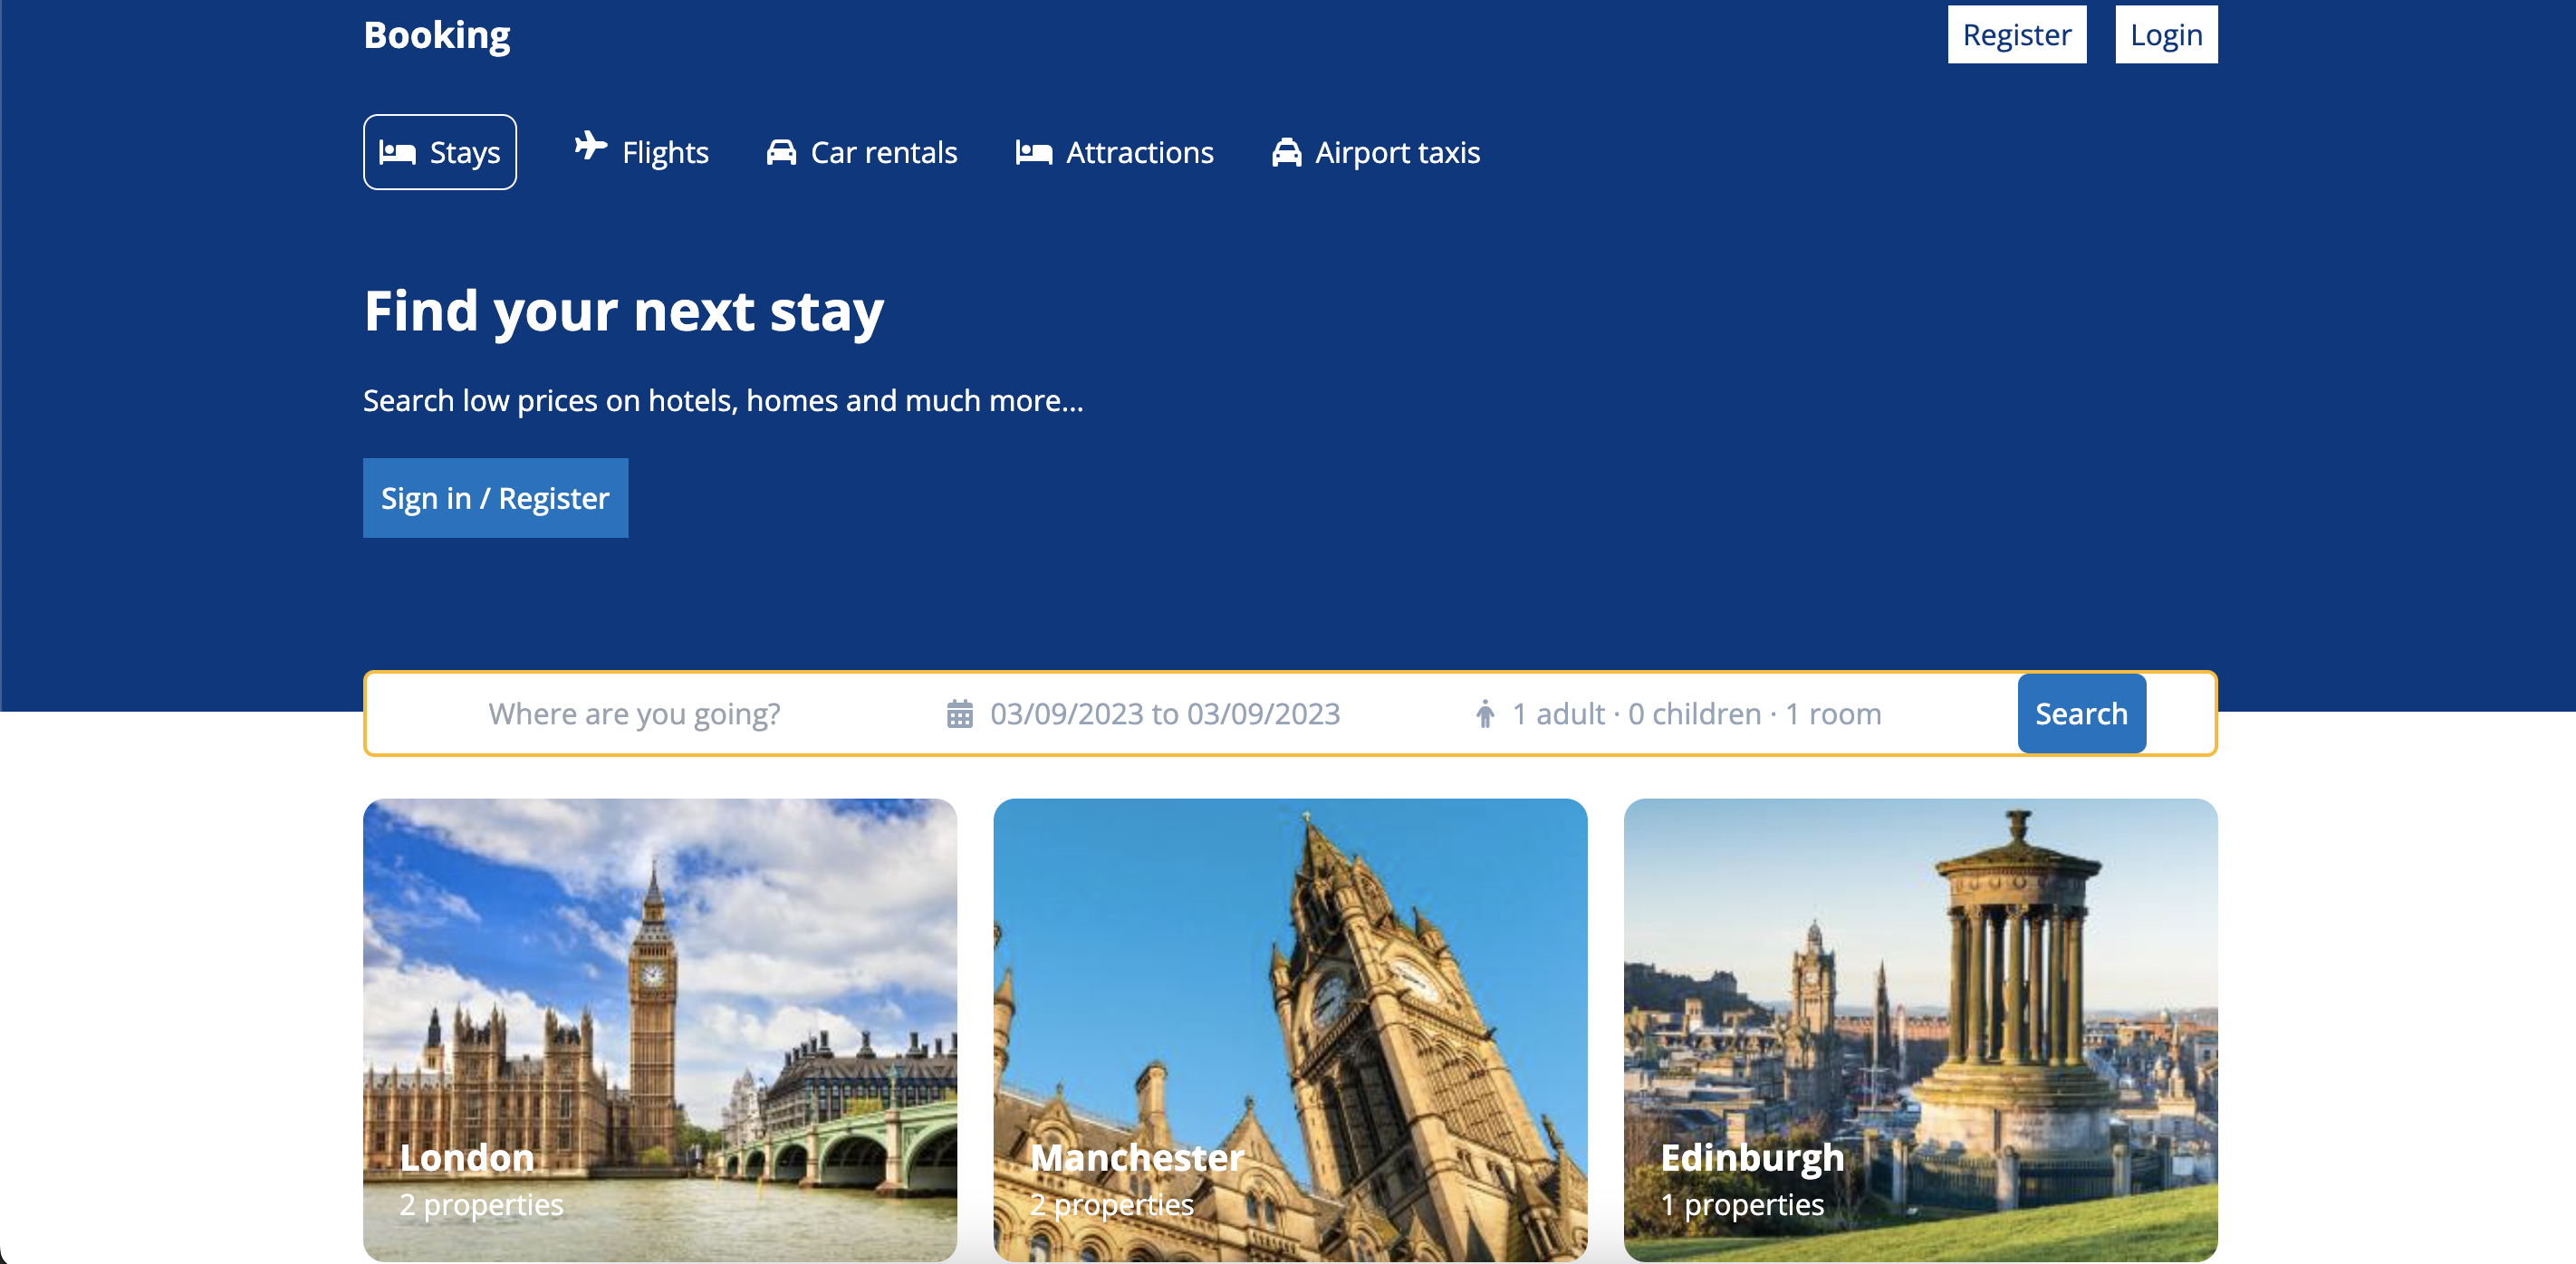 Booking
Register
Login
Stays
Flights
Car rentals
Attractions
Airport taxis
Find your next stay
Search low prices on hotels, homes and much more...
Sign in / Register
Where are you going?
03/09/2023 to 03/09/2023
1 adult · 0 children · 1 room
Search
London
2 properties
Manchester
2 properties
Edinburgh
1 properties